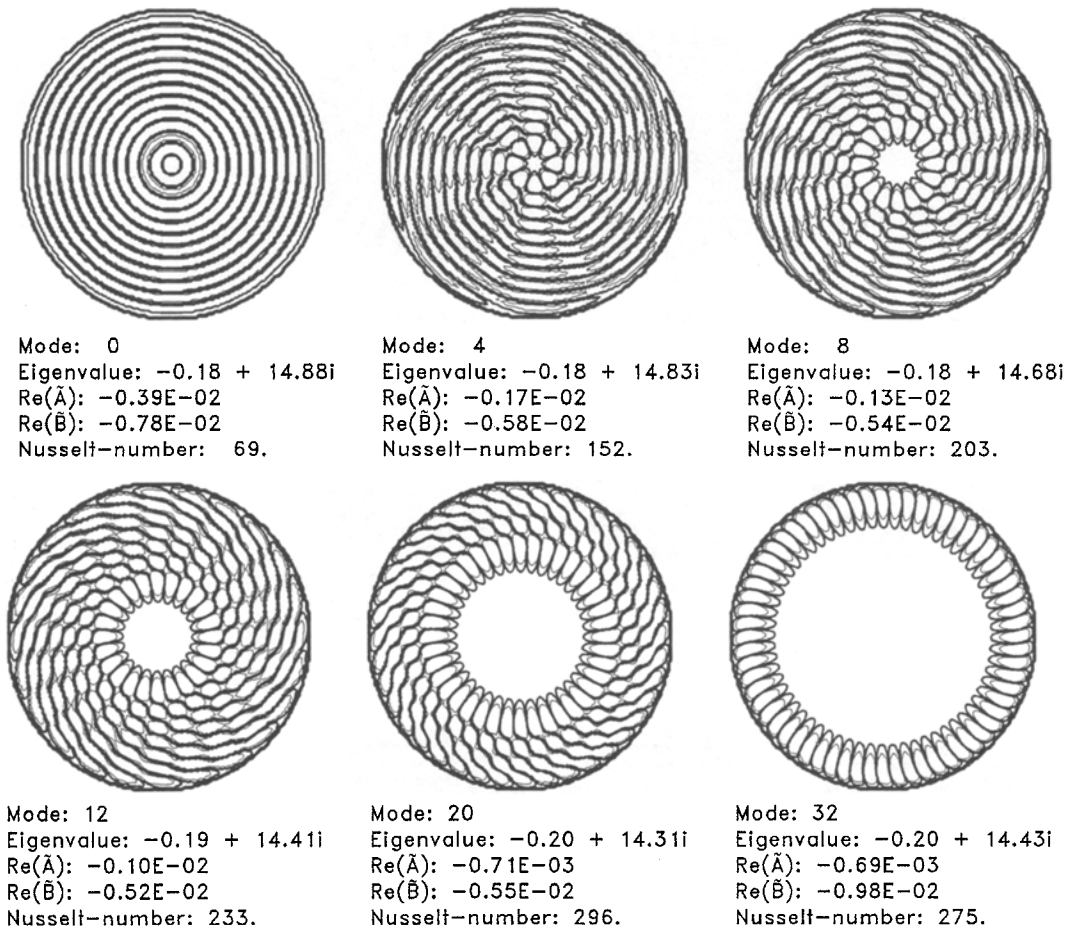 Mode: 0
Eigenvalue: -0.18 + 14.88i
Re(Ã): -0.39E-02
Re(B̃): -0.78E-02
Nusselt-number: 69.
Mode: 4
Eigenvalue: -0.18 + 14.83i
Re(Ã): -0.17E-02
Re(B̃): -0.58E-02
Nusselt-number: 152.
Mode: 8
Eigenvalue: -0.18 + 14.68i
Re(Ã): -0.13E-02
Re(B̃): -0.54E-02
Nusselt-number: 203.
Mode: 12
Eigenvalue: -0.19 + 14.41i
Re(Ã): -0.10E-02
Re(B̃): -0.52E-02
Nusselt-number: 233.
Mode: 20
Eigenvalue: -0.20 + 14.31i
Re(Ã): -0.71E-03
Re(B̃): -0.55E-02
Nusselt-number: 296.
Mode: 32
Eigenvalue: -0.20 + 14.43i
Re(Ã): -0.69E-03
Re(B̃): -0.98E-02
Nusselt-number: 275.